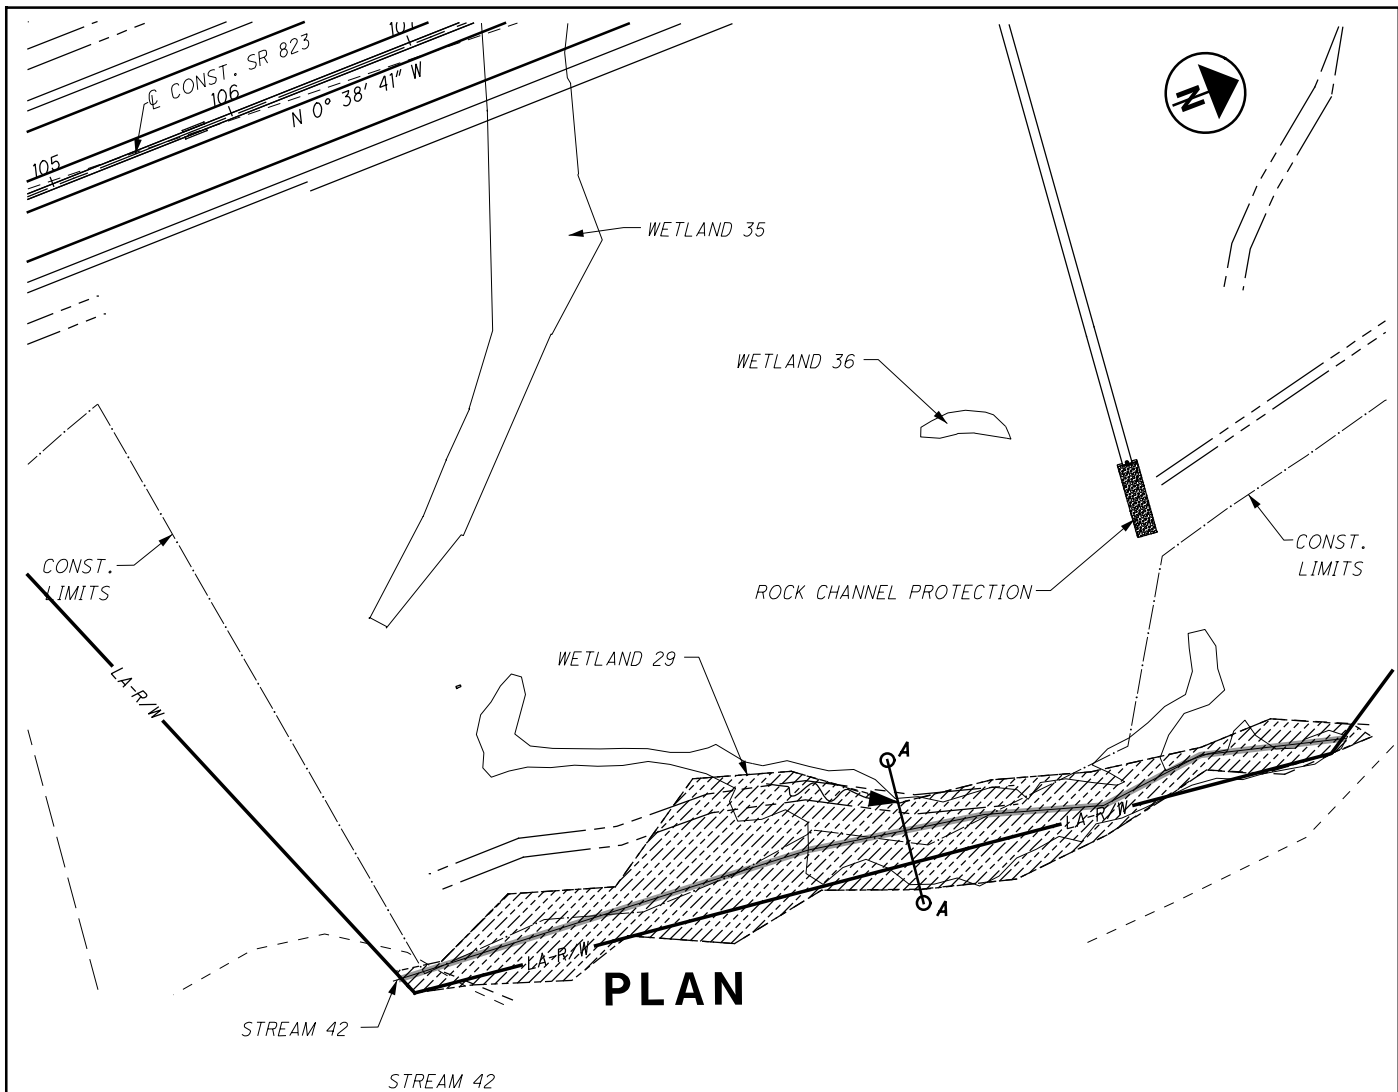 ℄ CONST. SR 823
105
106
N 0° 38' 41" W
N
WETLAND 35
WETLAND 36
CONST.
LIMITS
CONST.
LIMITS
ROCK CHANNEL PROTECTION
WETLAND 29
LA-R/W
A
LA-R/W
A
LA-R/W
PLAN
STREAM 42
STREAM 42